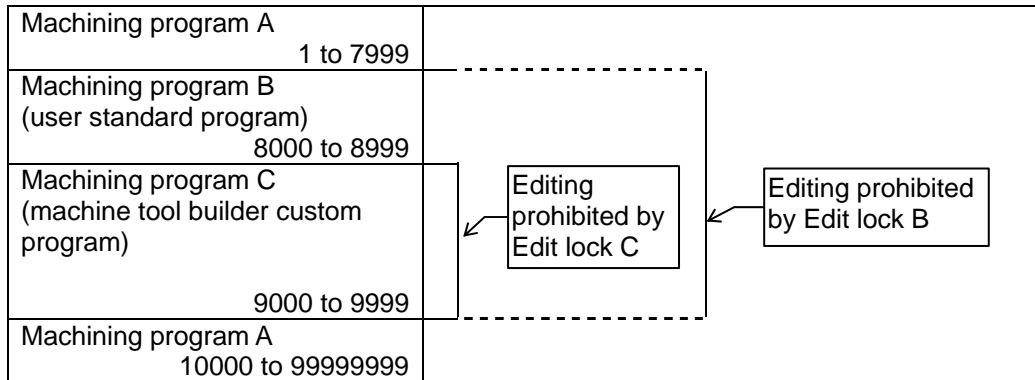 Machining program A
1 to 7999
Machining program B
(user standard program)
8000 to 8999
Machining program C
(machine tool builder custom
program)
9000 to 9999
Machining program A
10000 to 99999999
Editing
prohibited by
Edit lock C
Editing prohibited
by Edit lock B